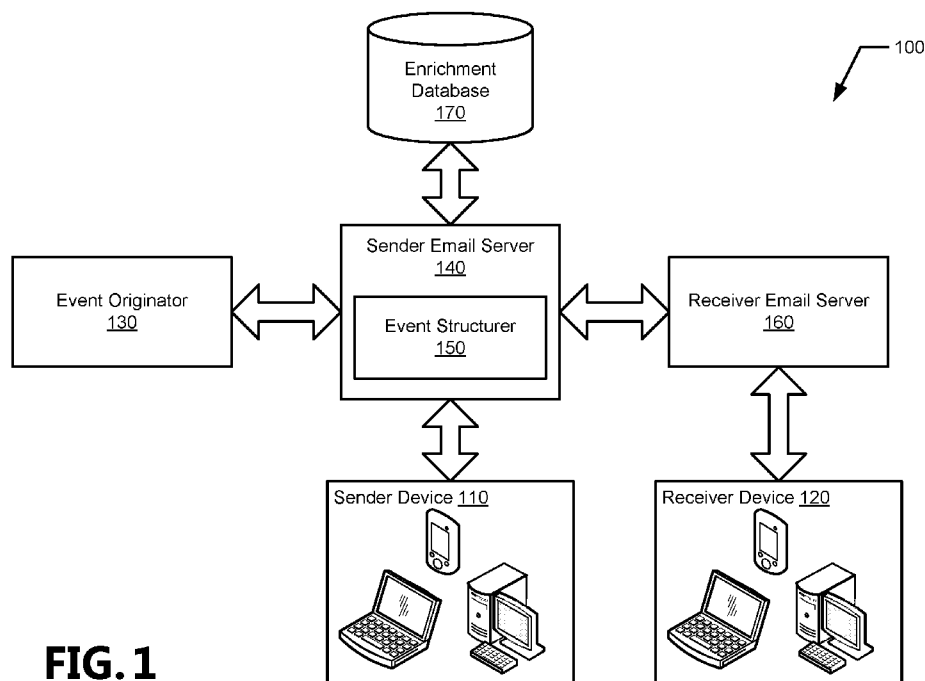 100
Enrichment
Database
170
Sender Email Server
140
Event Originator
130
Event Structurer
150
Receiver Email Server
160
Sender Device 110
Receiver Device 120
FIG. 1